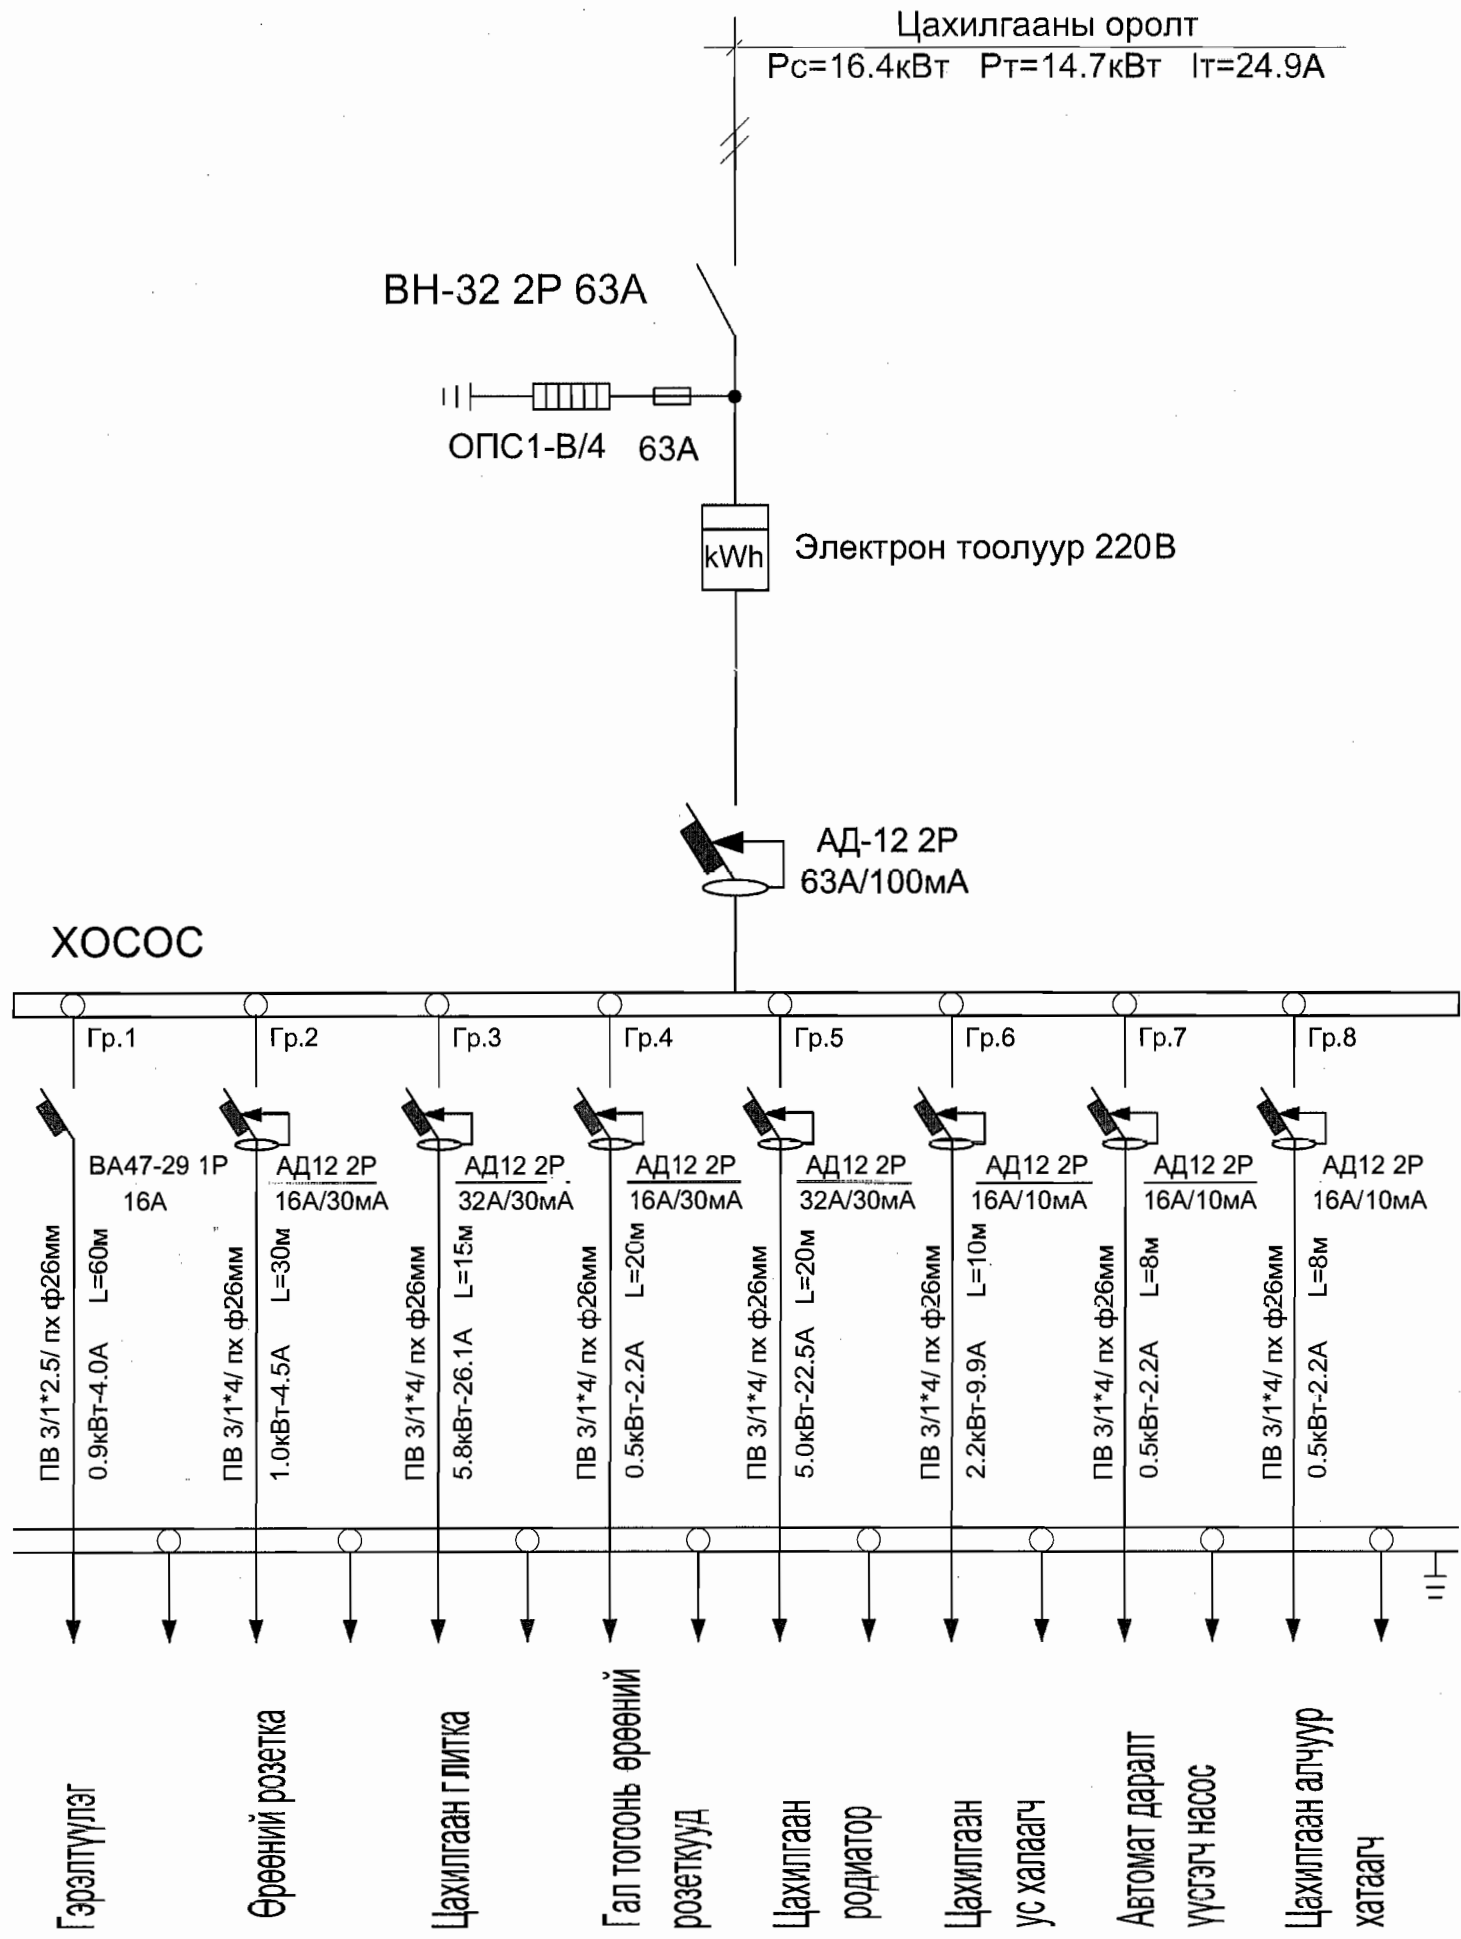 Цахилгааны оролт
Рс=16.4кВт Рт=14.7кВт Iт=24.9А
ВН-32 2Р 63А
ОПС1-В/4 63А
kWh
Электрон тоолуур 220В
АД-12 2Р
63А/100мА
ХОСОС
Гр.1
Гр.2
Гр.3
Гр.4
Гр.5
Гр.6
Гр.7
Гр.8
ВА47-29 1Р
16А
АД12 2Р
16А/30мА
АД12 2Р
32А/30мА
АД12 2Р
16А/30мА
АД12 2Р
32А/30мА
АД12 2Р
16А/10мА
АД12 2Р
16А/10мА
АД12 2Р
16А/10мА
ПВ 3/1*2.5/ пх ф26мм
0.9кВт-4.0А L=60м
ПВ 3/1*4/ пх ф26мм
1.0кВт-4.5А L=30м
ПВ 3/1*4/ пх ф26мм
5.8кВт-26.1А L=15м
ПВ 3/1*4/ пх ф26мм
0.5кВт-2.2А L=20м
ПВ 3/1*4/ пх ф26мм
5.0кВт-22.5А L=20м
ПВ 3/1*4/ пх ф26мм
2.2кВт-9.9А L=10м
ПВ 3/1*4/ пх ф26мм
0.5кВт-2.2А L=8м
ПВ 3/1*4/ пх ф26мм
0.5кВт-2.2А L=8м
Гэрэлтүүлэг
Өрөөний розетка
Цахилгаан плитка
Гал тогоонь өрөөний
розеткууд
Цахилгаан
родиатор
Цахилгаан
ус халаагч
Автомат даралт
үүсгэгч насос
Цахилгаан алчуур
хатаагч